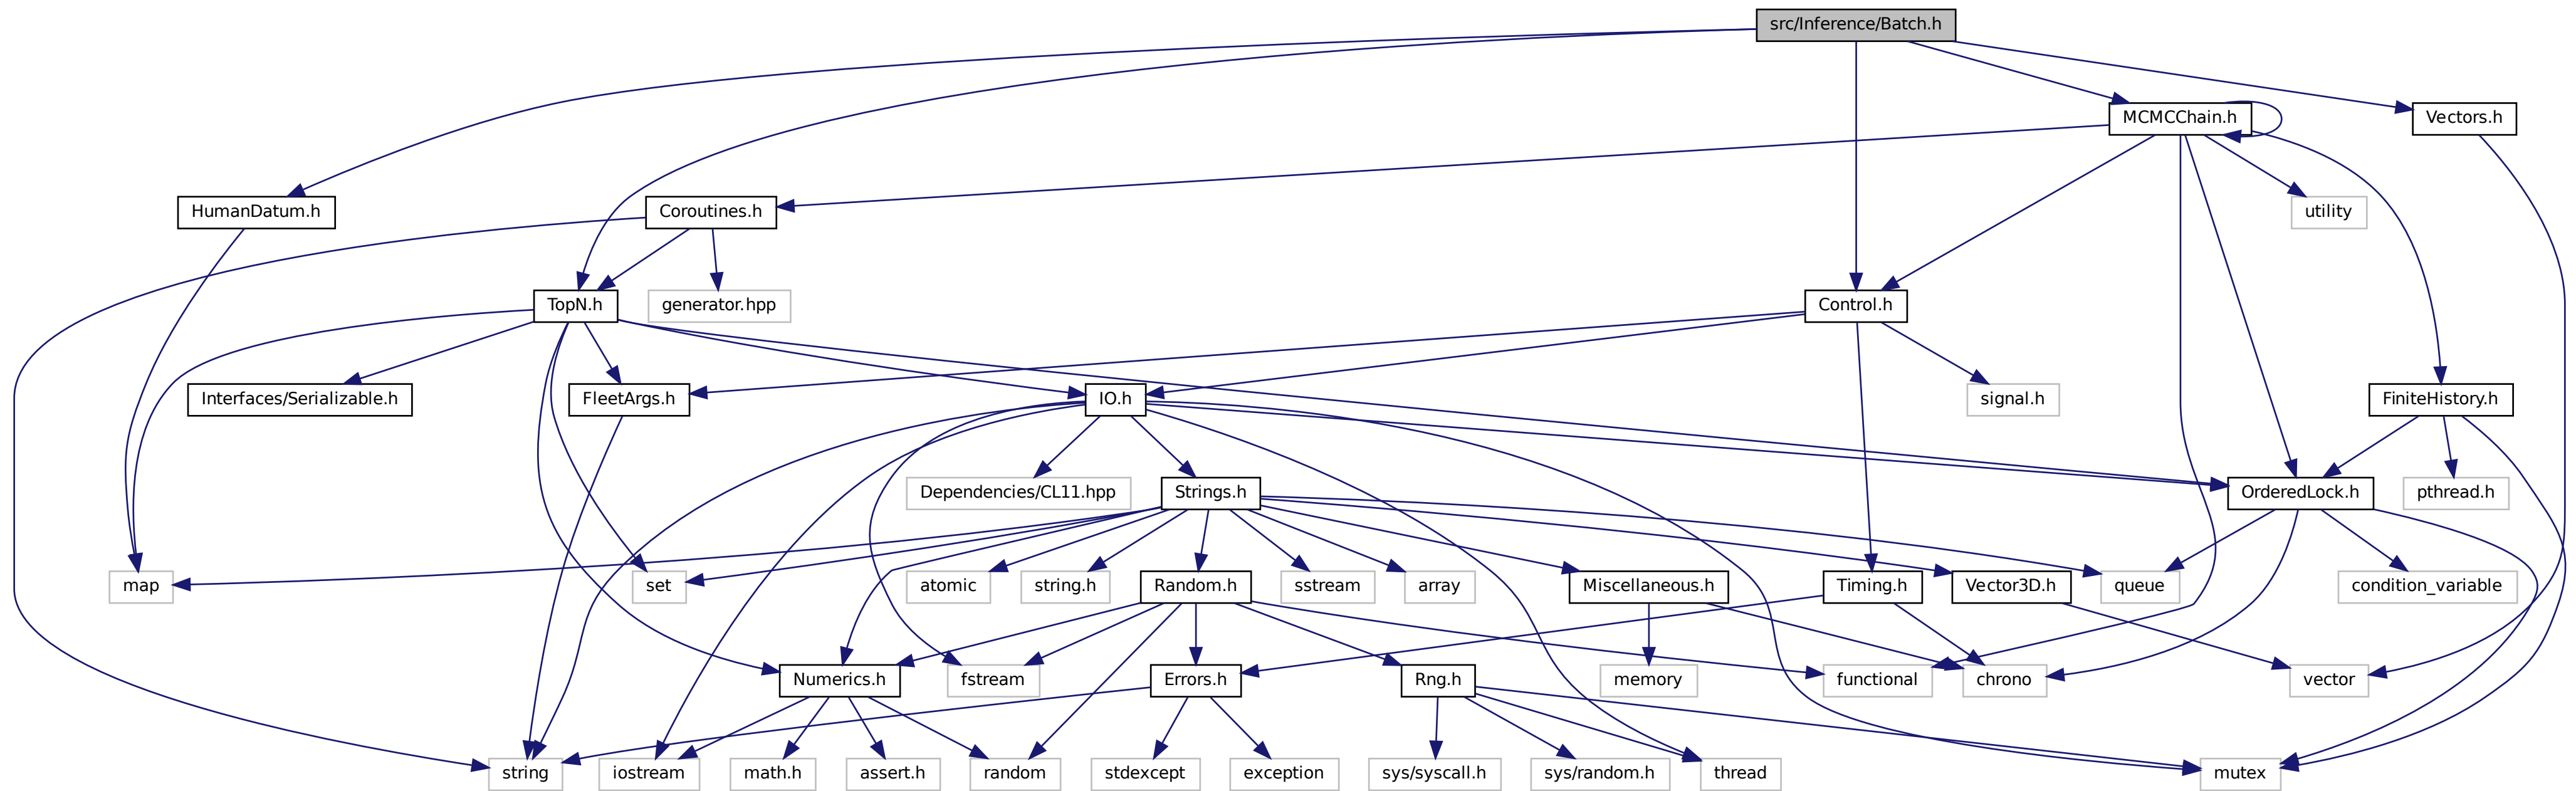 src/Inference/Batch.h
MCMCChain.h
Vectors.h
HumanDatum.h
Coroutines.h
utility
TopN.h
generator.hpp
Control.h
Interfaces/Serializable.h
FleetArgs.h
IO.h
signal.h
FiniteHistory.h
Dependencies/CL11.hpp
Strings.h
OrderedLock.h
pthread.h
map
set
atomic
string.h
Random.h
sstream
array
Miscellaneous.h
Timing.h
Vector3D.h
queue
condition_variable
Numerics.h
fstream
Errors.h
Rng.h
memory
functional
chrono
vector
string
iostream
math.h
assert.h
random
stdexcept
exception
sys/syscall.h
sys/random.h
thread
mutex